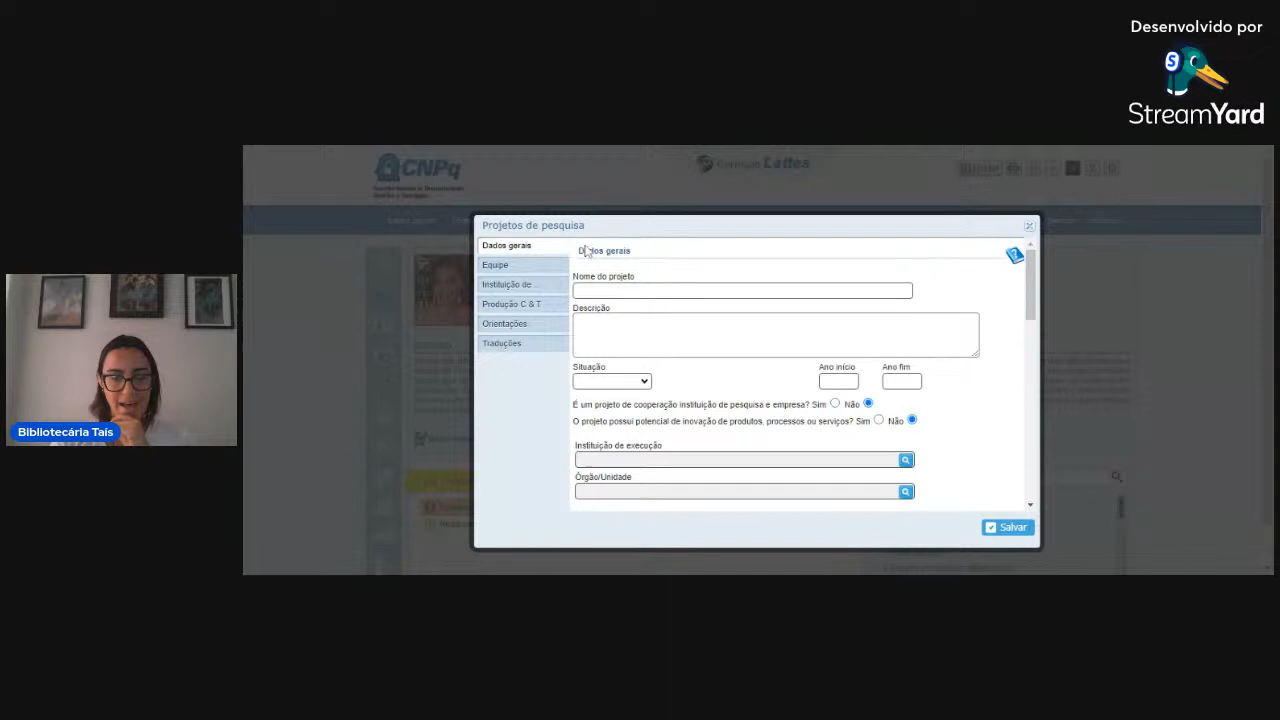 Desenvolvido por
S
StreamYard
CNPq
Currículo Lattes
Projetos de pesquisa
Dados gerais
Equipe
Instituição de ...
Produção C & T
Orientações
Traduções
Dados gerais
?
Nome do projeto
Descrição
Situação
Ano início
Ano fim
É um projeto de cooperação instituição de pesquisa e empresa? Sim Não
O projeto possui potencial de inovação de produtos, processos ou serviços? Sim Não
Instituição de execução
Órgão/Unidade
Salvar
Bibliotecária Taís